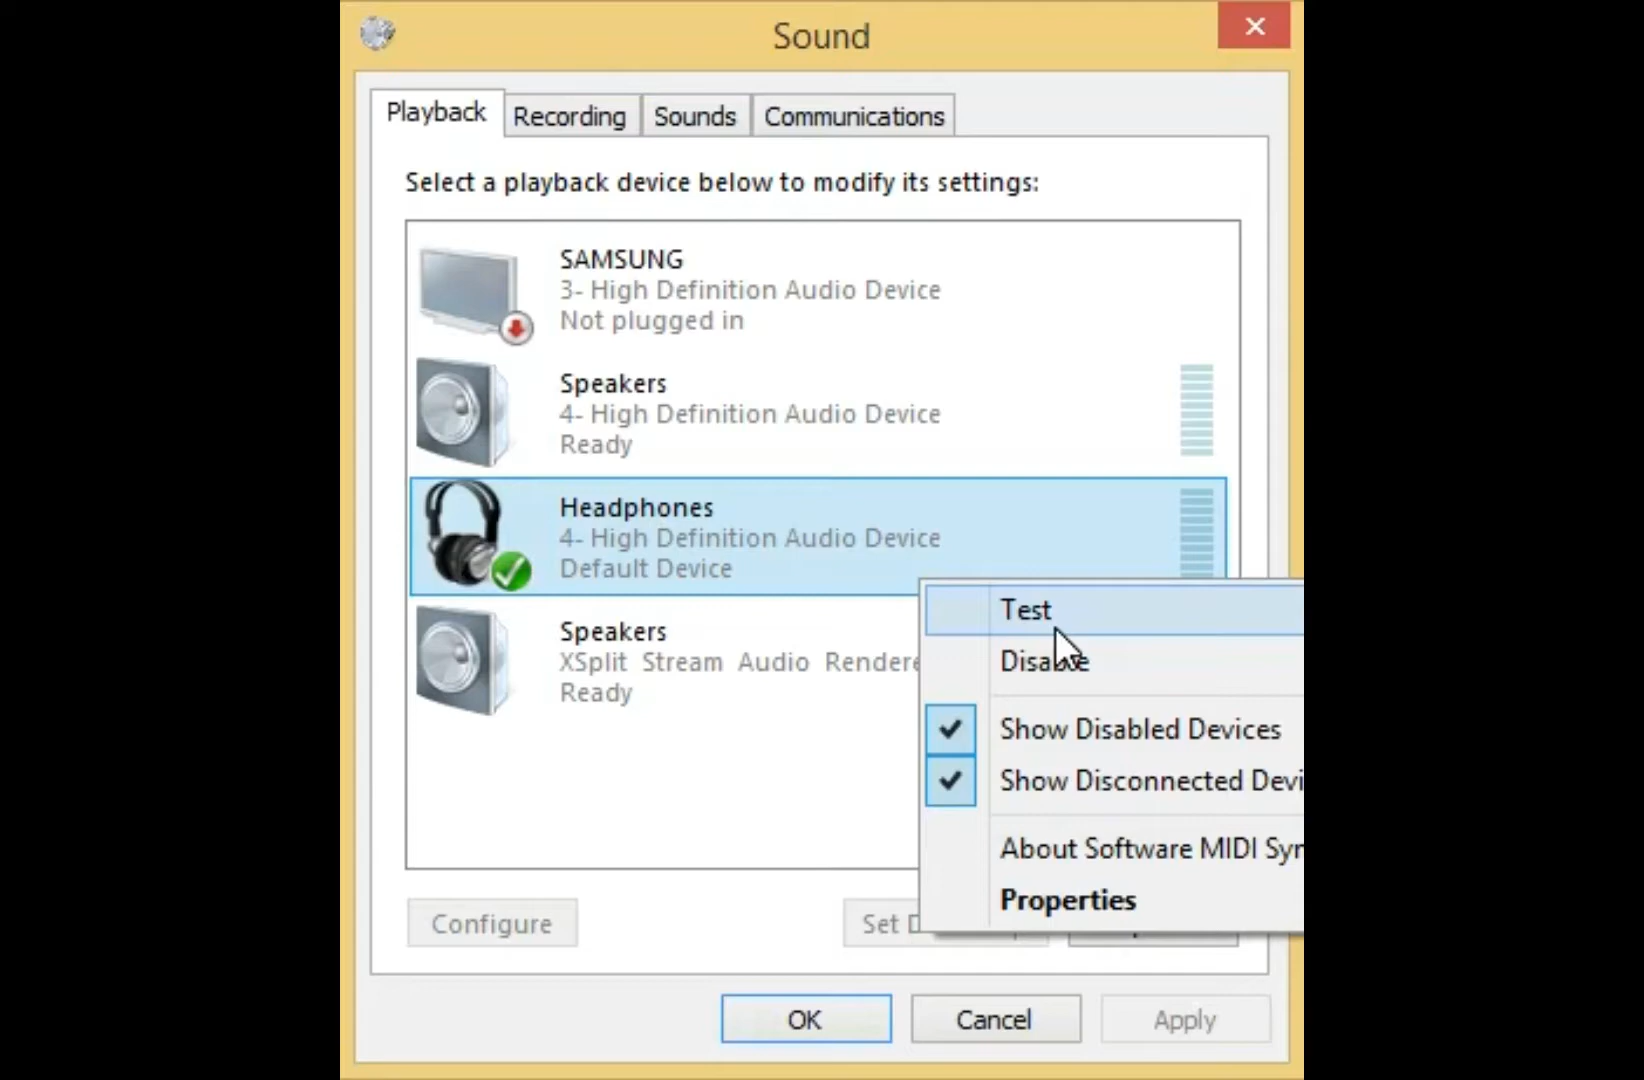 Sound
Playback
Recording
Sounds
Communications
Select a playback device below to modify its settings:
SAMSUNG
3- High Definition Audio Device
Not plugged in
Speakers
4- High Definition Audio Device
Ready
Headphones
4- High Definition Audio Device
Default Device
Speakers
XSplit Stream Audio Rendere
Ready
Test
Disable
Show Disabled Devices
Show Disconnected Devi
About Software MIDI Syn
Properties
Configure
Set D
OK
Cancel
Apply